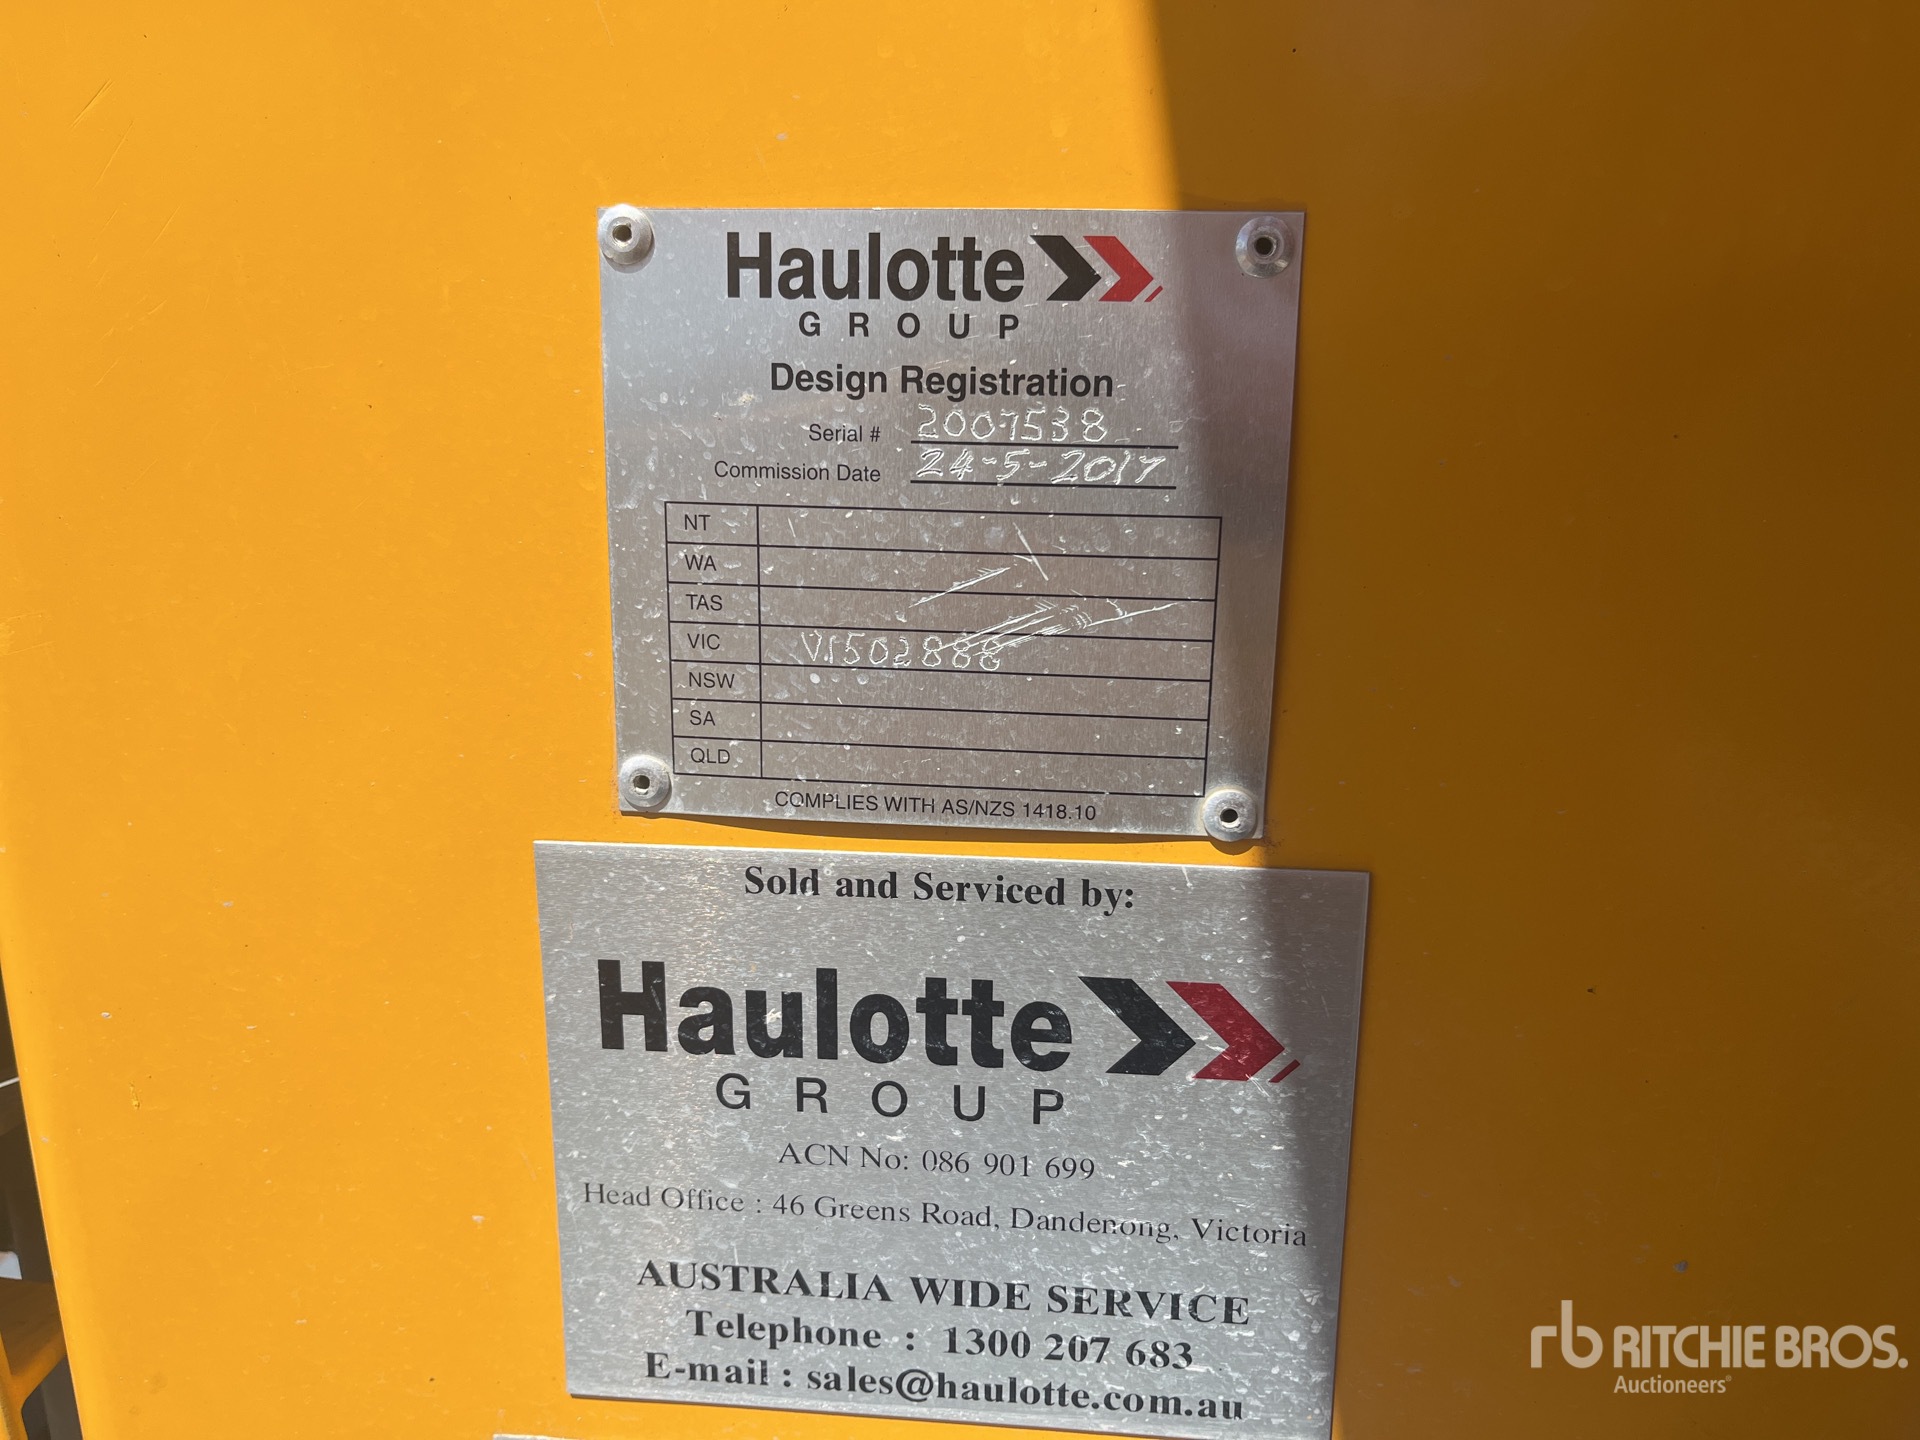 Haulotte
GROUP
Design Registration
Serial # 2007538
Commission Date 24-5-2017
NT
WA
TAS
VIC V1502888
NSW
SA
QLD
COMPLIES WITH AS/NZS 1418.10
Sold and Serviced by:
Haulotte
GROUP
ACN No: 086 901 699
Head Office : 46 Greens Road, Dandenong, Victoria
AUSTRALIA WIDE SERVICE
Telephone : 1300 207 683
E-mail : sales@haulotte.com.au
rb RITCHIE BROS.
Auctioneers®